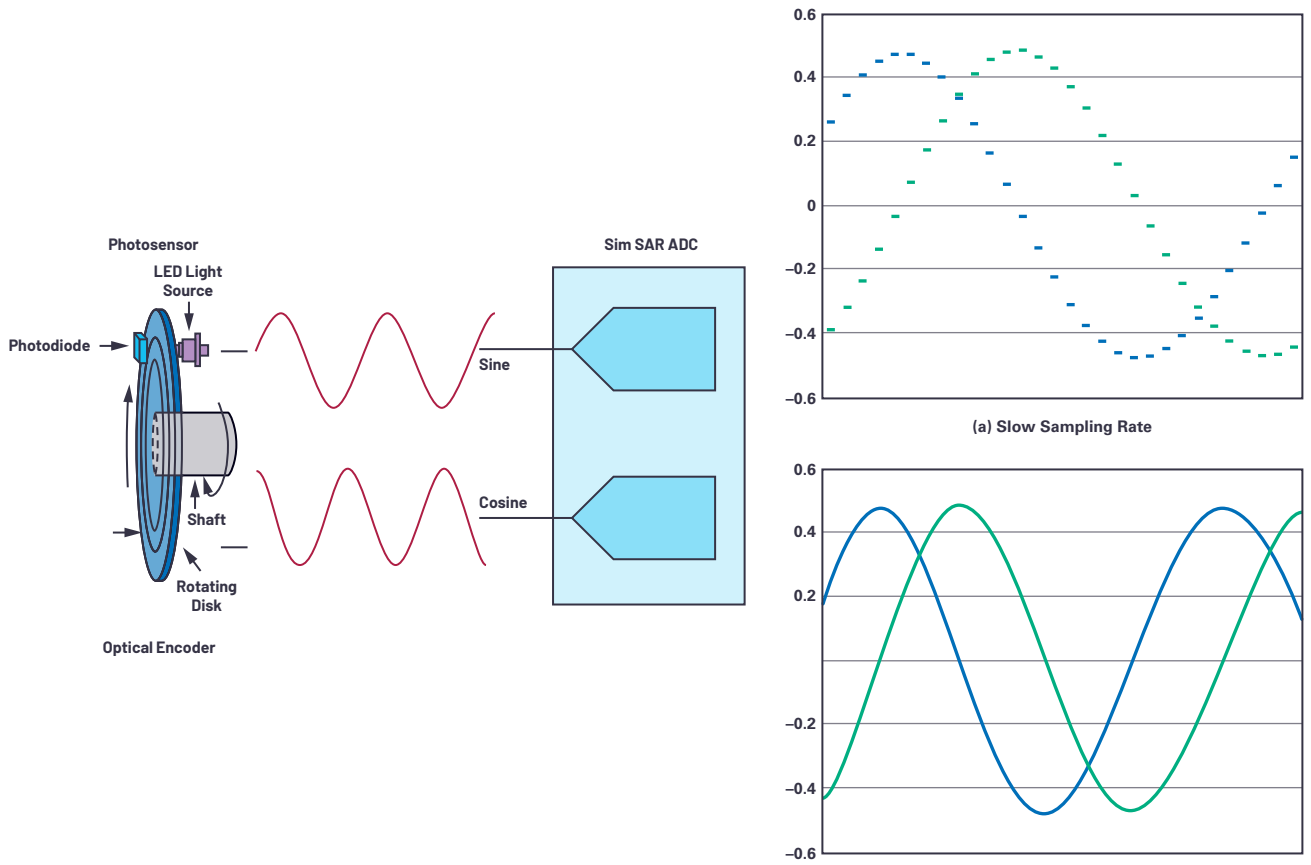 Photosensor
LED Light
Source
Photodiode
Shaft
Rotating
Disk
Optical Encoder
Sine
Cosine
Sim SAR ADC
0.6
0.4
0.2
0
–0.2
–0.4
–0.6
(a) Slow Sampling Rate
0.6
0.4
0.2
–0.2
–0.4
–0.6